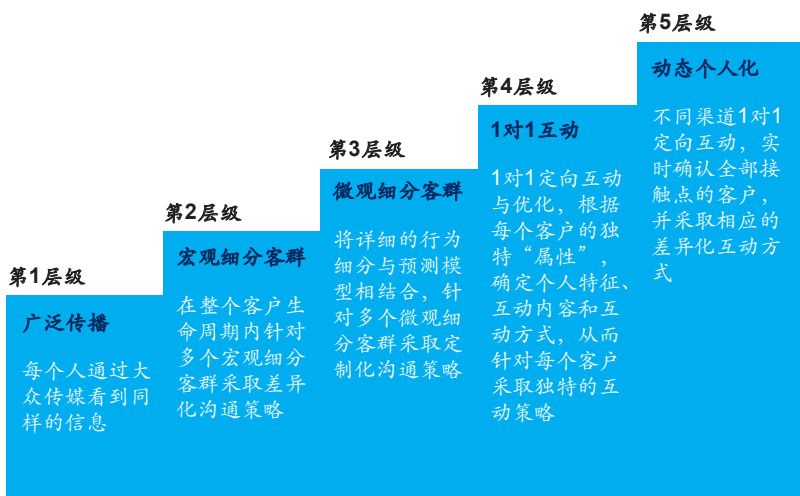 第1层级
广泛传播
每个人通过大
众传媒看到同
样的信息
第2层级
宏观细分客群
在整个客户生
命周期内针对
多个宏观细分
客群采取差异
化沟通策略
第3层级
微观细分客群
将详细的行为
细分与预测模
型相结合，针
对多个微观细
分客群采取定
制化沟通策略
第4层级
1对1互动
1对1定向互动
与优化，根据
每个客户的独
特“属性”，
确定个人特征、
互动内容和互
动方式，从而
针对每个客户
采取独特的互
动策略
第5层级
动态个人化
不同渠道1对1
定向互动，实
时确认全部接
触点的客户，
并采取相应的
差异化互动方
式